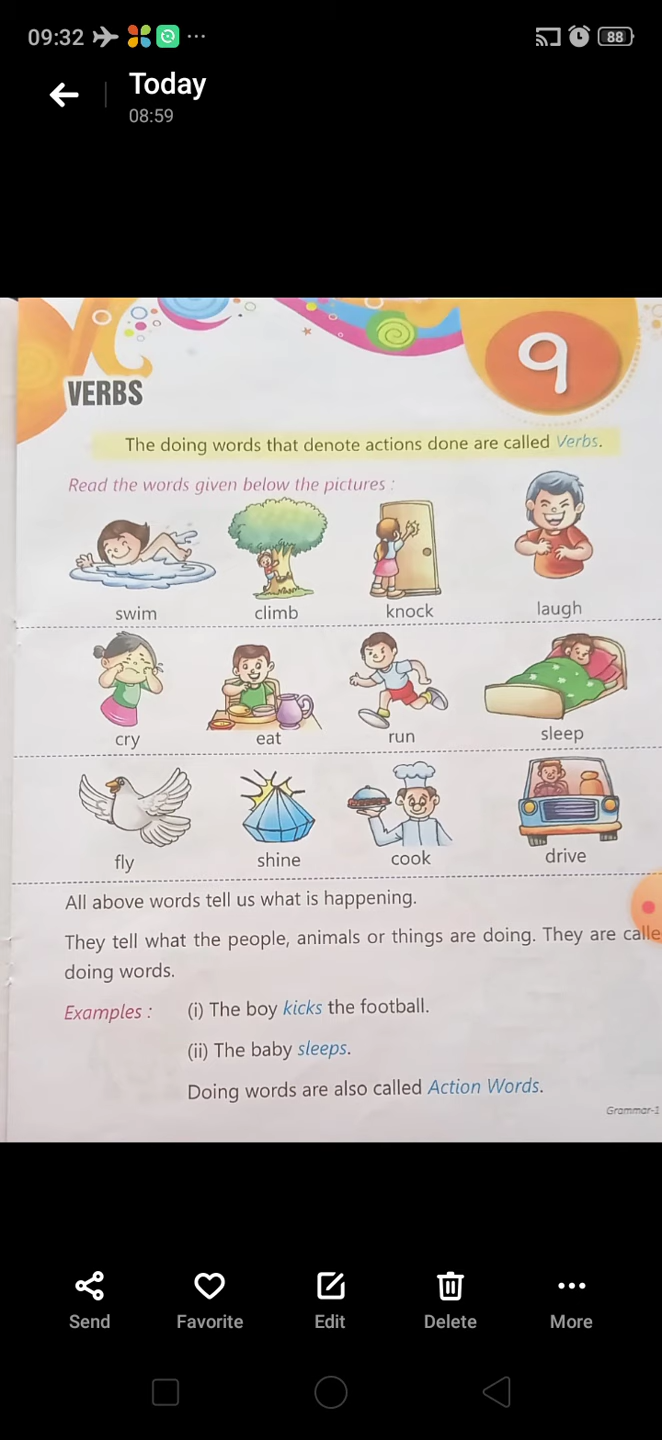 09:32
88
Today
08:59
9
VERBS
The doing words that denote actions done are called Verbs.
Read the words given below the pictures :
swim climb knock laugh
cry eat run sleep
fly shine cook drive
All above words tell us what is happening.
They tell what the people, animals or things are doing. They are calle
doing words.
Examples : (i) The boy kicks the football.
(ii) The baby sleeps.
Doing words are also called Action Words.
Grammar-1
Send Favorite Edit Delete More